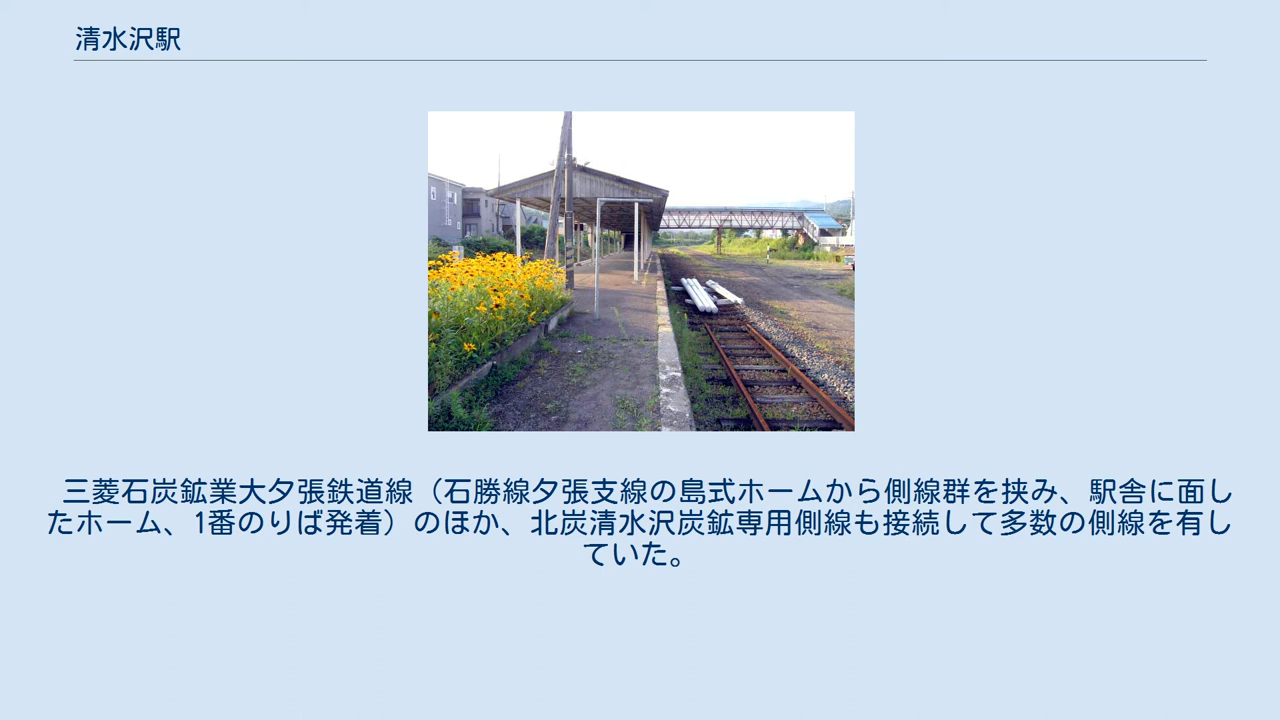 清水沢駅
三菱石炭鉱業大夕張鉄道線（石勝線夕張支線の島式ホームから側線群を挟み、駅舎に面し
たホーム、1番のりば発着）のほか、北炭清水沢炭鉱専用側線も接続して多数の側線を有し
ていた。